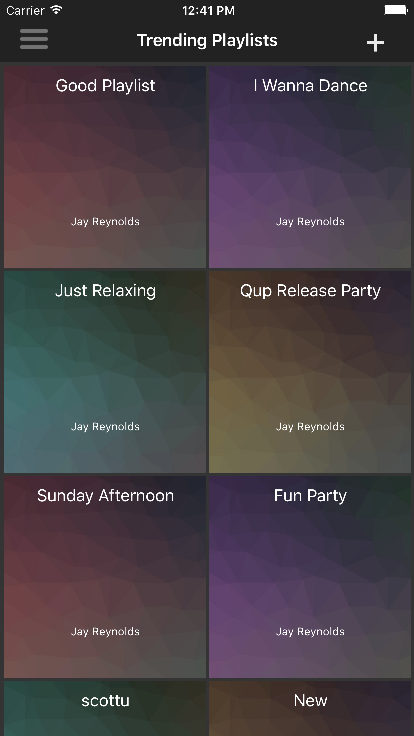 Carrier 12:41 PM
Trending Playlists
Good Playlist
Jay Reynolds
I Wanna Dance
Jay Reynolds
Just Relaxing
Jay Reynolds
Qup Release Party
Jay Reynolds
Sunday Afternoon
Jay Reynolds
Fun Party
Jay Reynolds
scottu
New